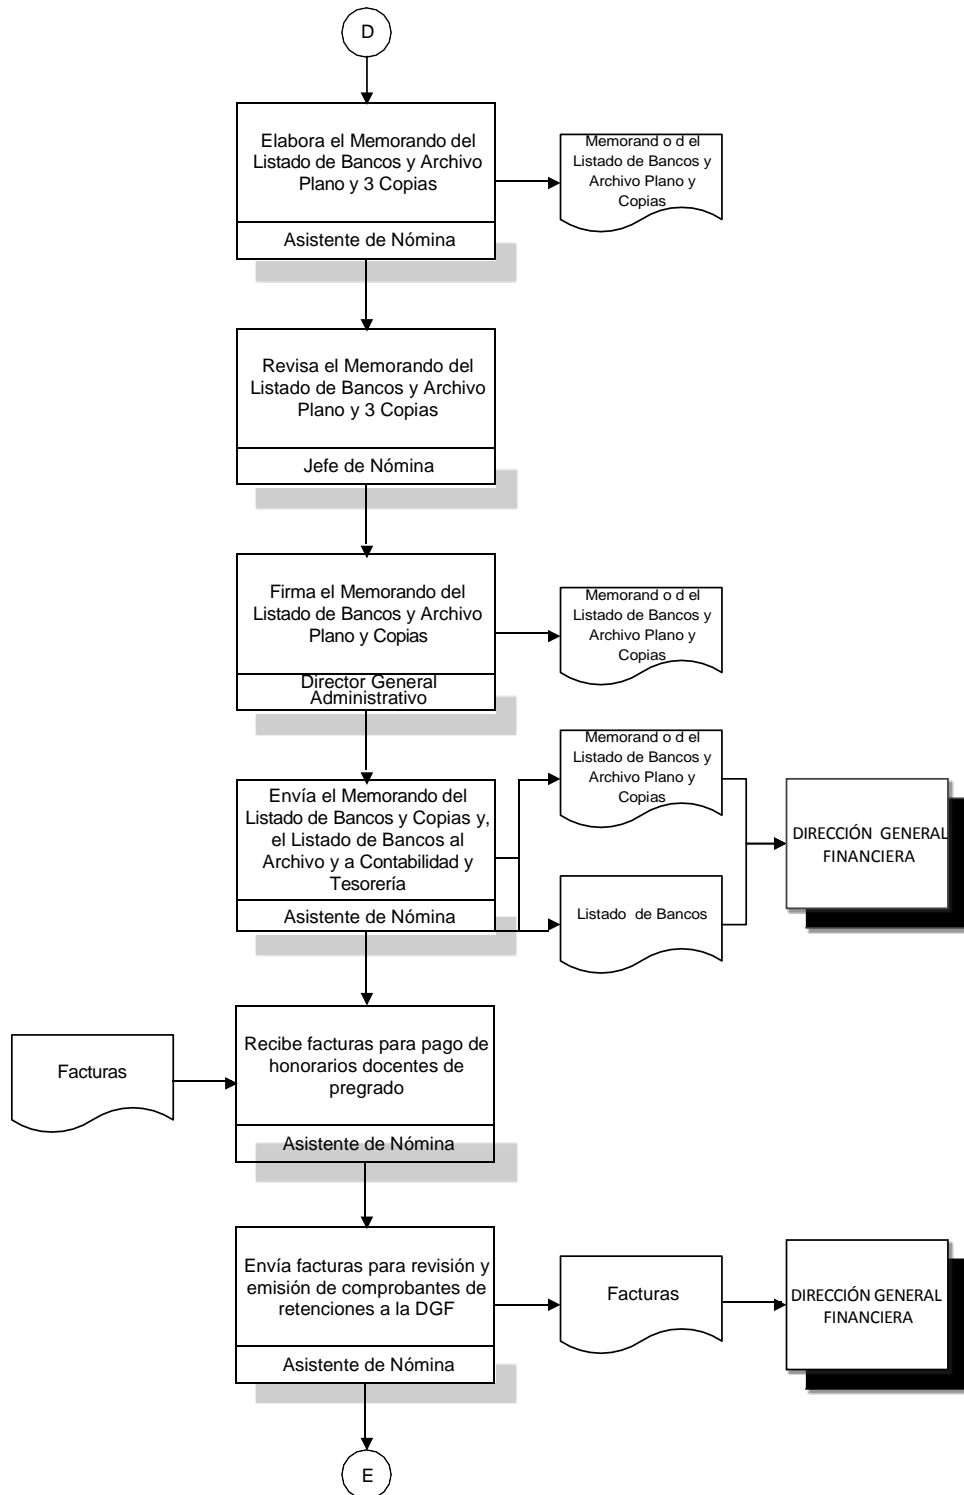 D
Elabora el Memorando del
Listado de Bancos y Archivo
Plano y 3 Copias
Asistente de Nómina
Memorand o d el
Listado de Bancos y
Archivo Plano y
Copias
Revisa el Memorando del
Listado de Bancos y Archivo
Plano y 3 Copias
Jefe de Nómina
Firma el Memorando del
Listado de Bancos y Archivo
Plano y Copias
Director General
Administrativo
Memorand o d el
Listado de Bancos y
Archivo Plano y
Copias
Envía el Memorando del
Listado de Bancos y Copias y,
el Listado de Bancos al
Archivo y a Contabilidad y
Tesorería
Asistente de Nómina
Memorand o d el
Listado de Bancos y
Archivo Plano y
Copias
Listado de Bancos
DIRECCIÓN GENERAL
FINANCIERA
Facturas
Recibe facturas para pago de
honorarios docentes de
pregrado
Asistente de Nómina
Envía facturas para revisión y
emisión de comprobantes de
retenciones a la DGF
Asistente de Nómina
Facturas
DIRECCIÓN GENERAL
FINANCIERA
E